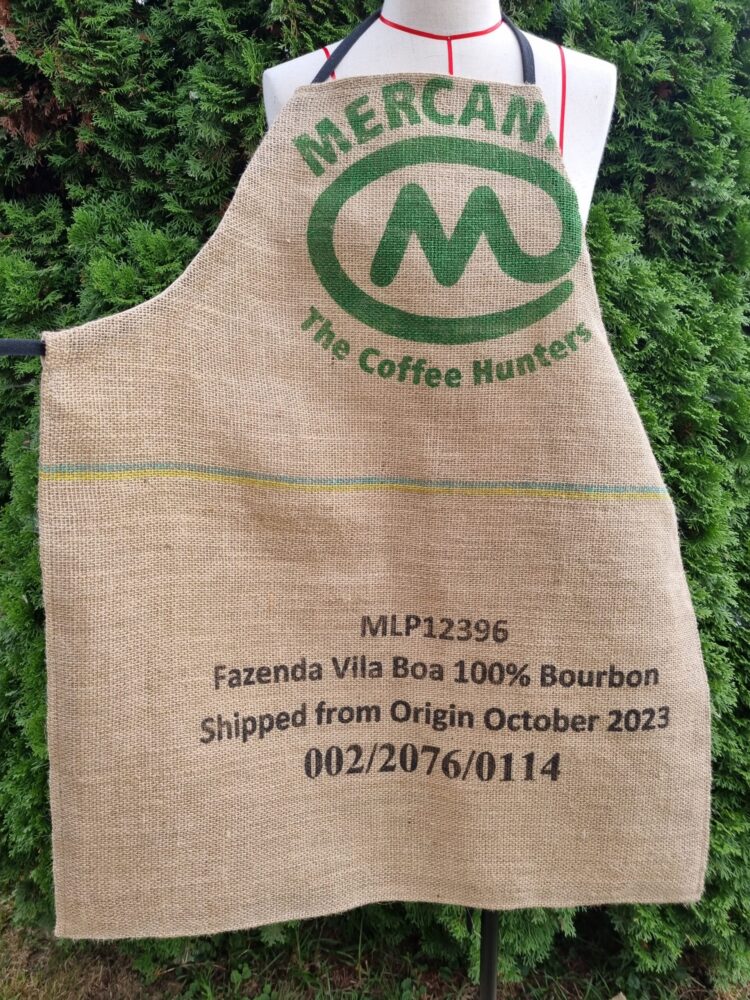 MERCAN
M
The Coffee Hunters
MLP12396
Fazenda Vila Boa 100% Bourbon
Shipped from Origin October 2023
002/2076/0114